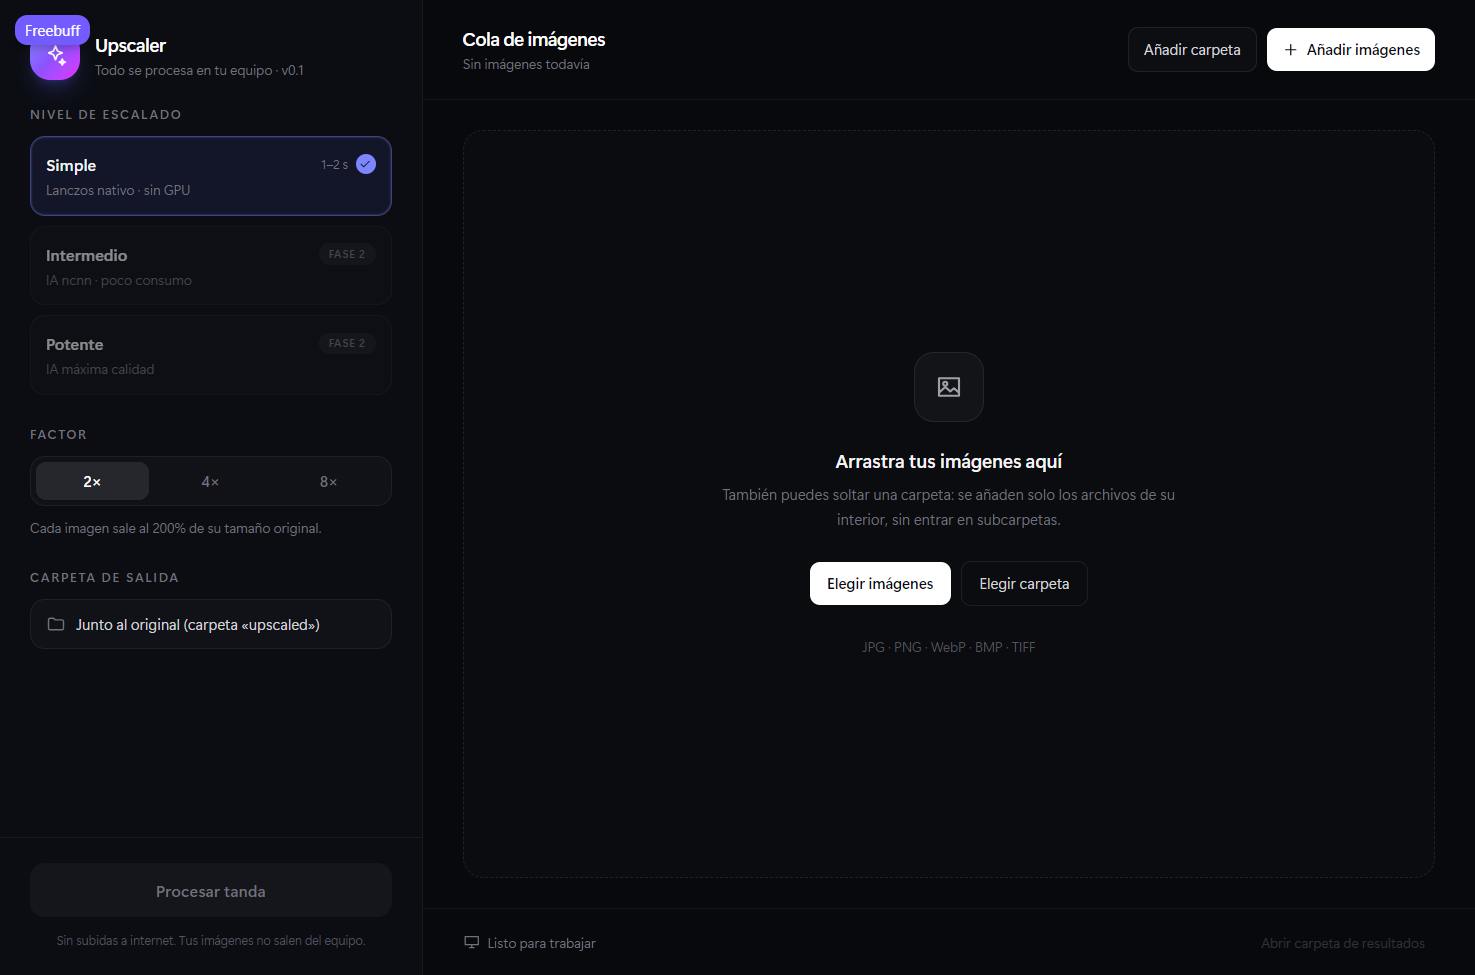 Freebuff
Upscaler
Todo se procesa en tu equipo · v0.1
NIVEL DE ESCALADO
Simple
1–2 s
Lanczos nativo · sin GPU
Intermedio
FASE 2
IA ncnn · poco consumo
Potente
FASE 2
IA máxima calidad
FACTOR
2×
4×
8×
Cada imagen sale al 200% de su tamaño original.
CARPETA DE SALIDA
Junto al original (carpeta «upscaled»)
Procesar tanda
Sin subidas a internet. Tus imágenes no salen del equipo.
Cola de imágenes
Sin imágenes todavía
Añadir carpeta
Añadir imágenes
Arrastra tus imágenes aquí
También puedes soltar una carpeta: se añaden solo los archivos de su
interior, sin entrar en subcarpetas.
Elegir imágenes
Elegir carpeta
JPG · PNG · WebP · BMP · TIFF
Listo para trabajar
Abrir carpeta de resultados